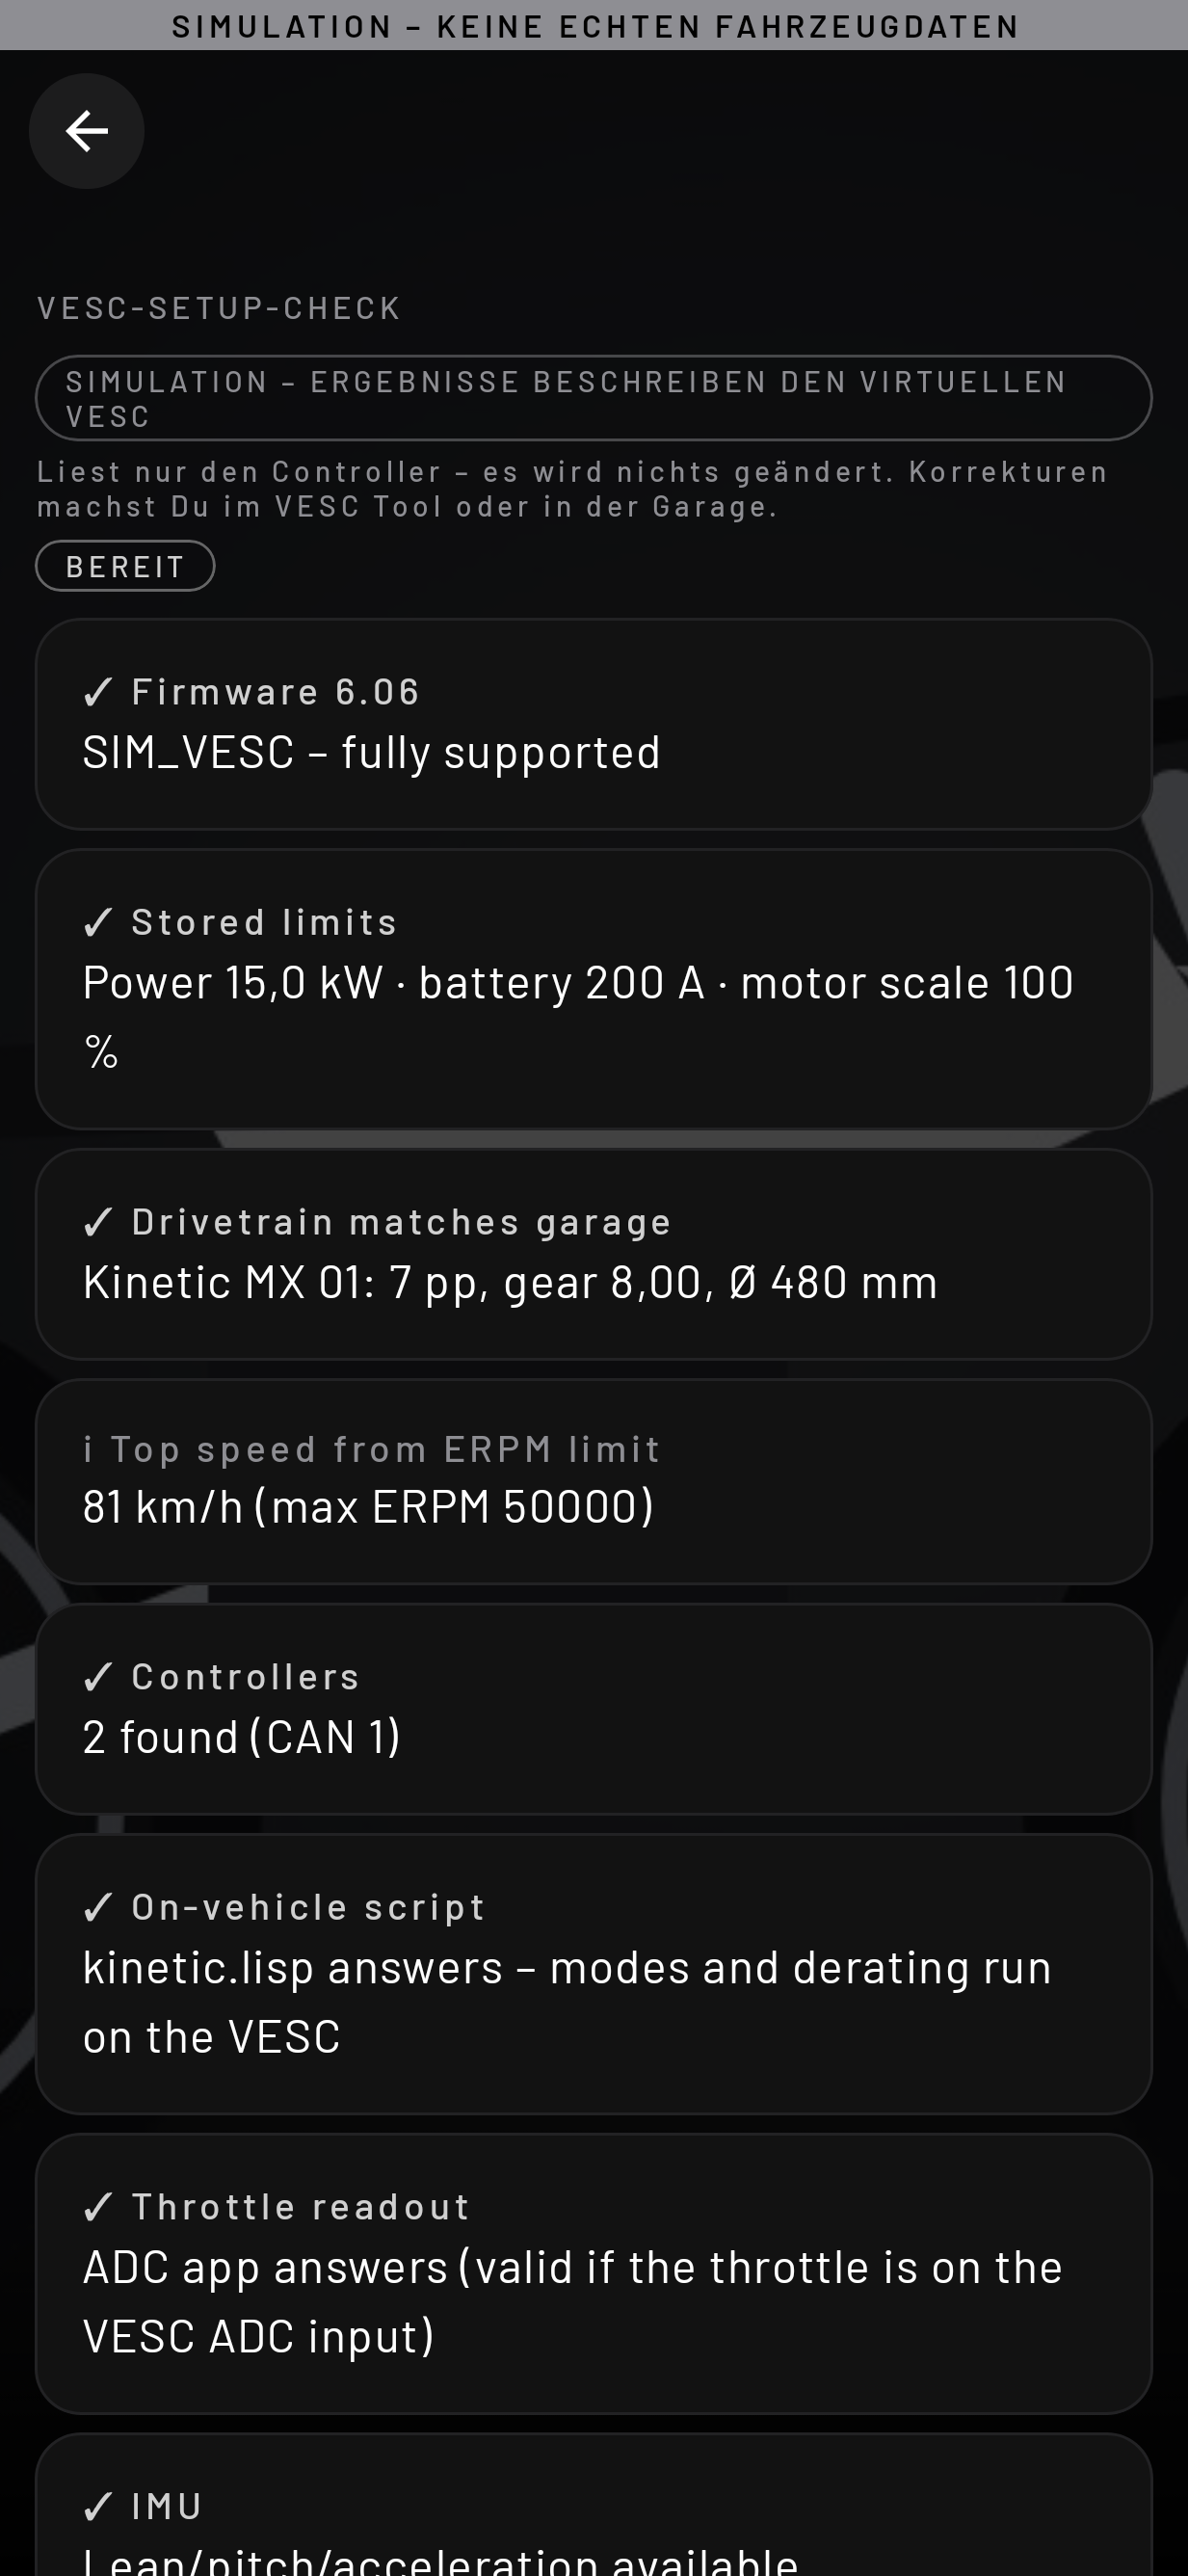 SIMULATION – KEINE ECHTEN FAHRZEUGDATEN
VESC-SETUP-CHECK
SIMULATION – ERGEBNISSE BESCHREIBEN DEN VIRTUELLEN
VESC
Liest nur den Controller – es wird nichts geändert. Korrekturen
machst Du im VESC Tool oder in der Garage.
BEREIT
✓ Firmware 6.06
SIM_VESC – fully supported
✓ Stored limits
Power 15,0 kW · battery 200 A · motor scale 100
%
✓ Drivetrain matches garage
Kinetic MX 01: 7 pp, gear 8,00, Ø 480 mm
i Top speed from ERPM limit
81 km/h (max ERPM 50000)
✓ Controllers
2 found (CAN 1)
✓ On-vehicle script
kinetic.lisp answers – modes and derating run
on the VESC
✓ Throttle readout
ADC app answers (valid if the throttle is on the
VESC ADC input)
✓ IMU
Lean/pitch/acceleration available